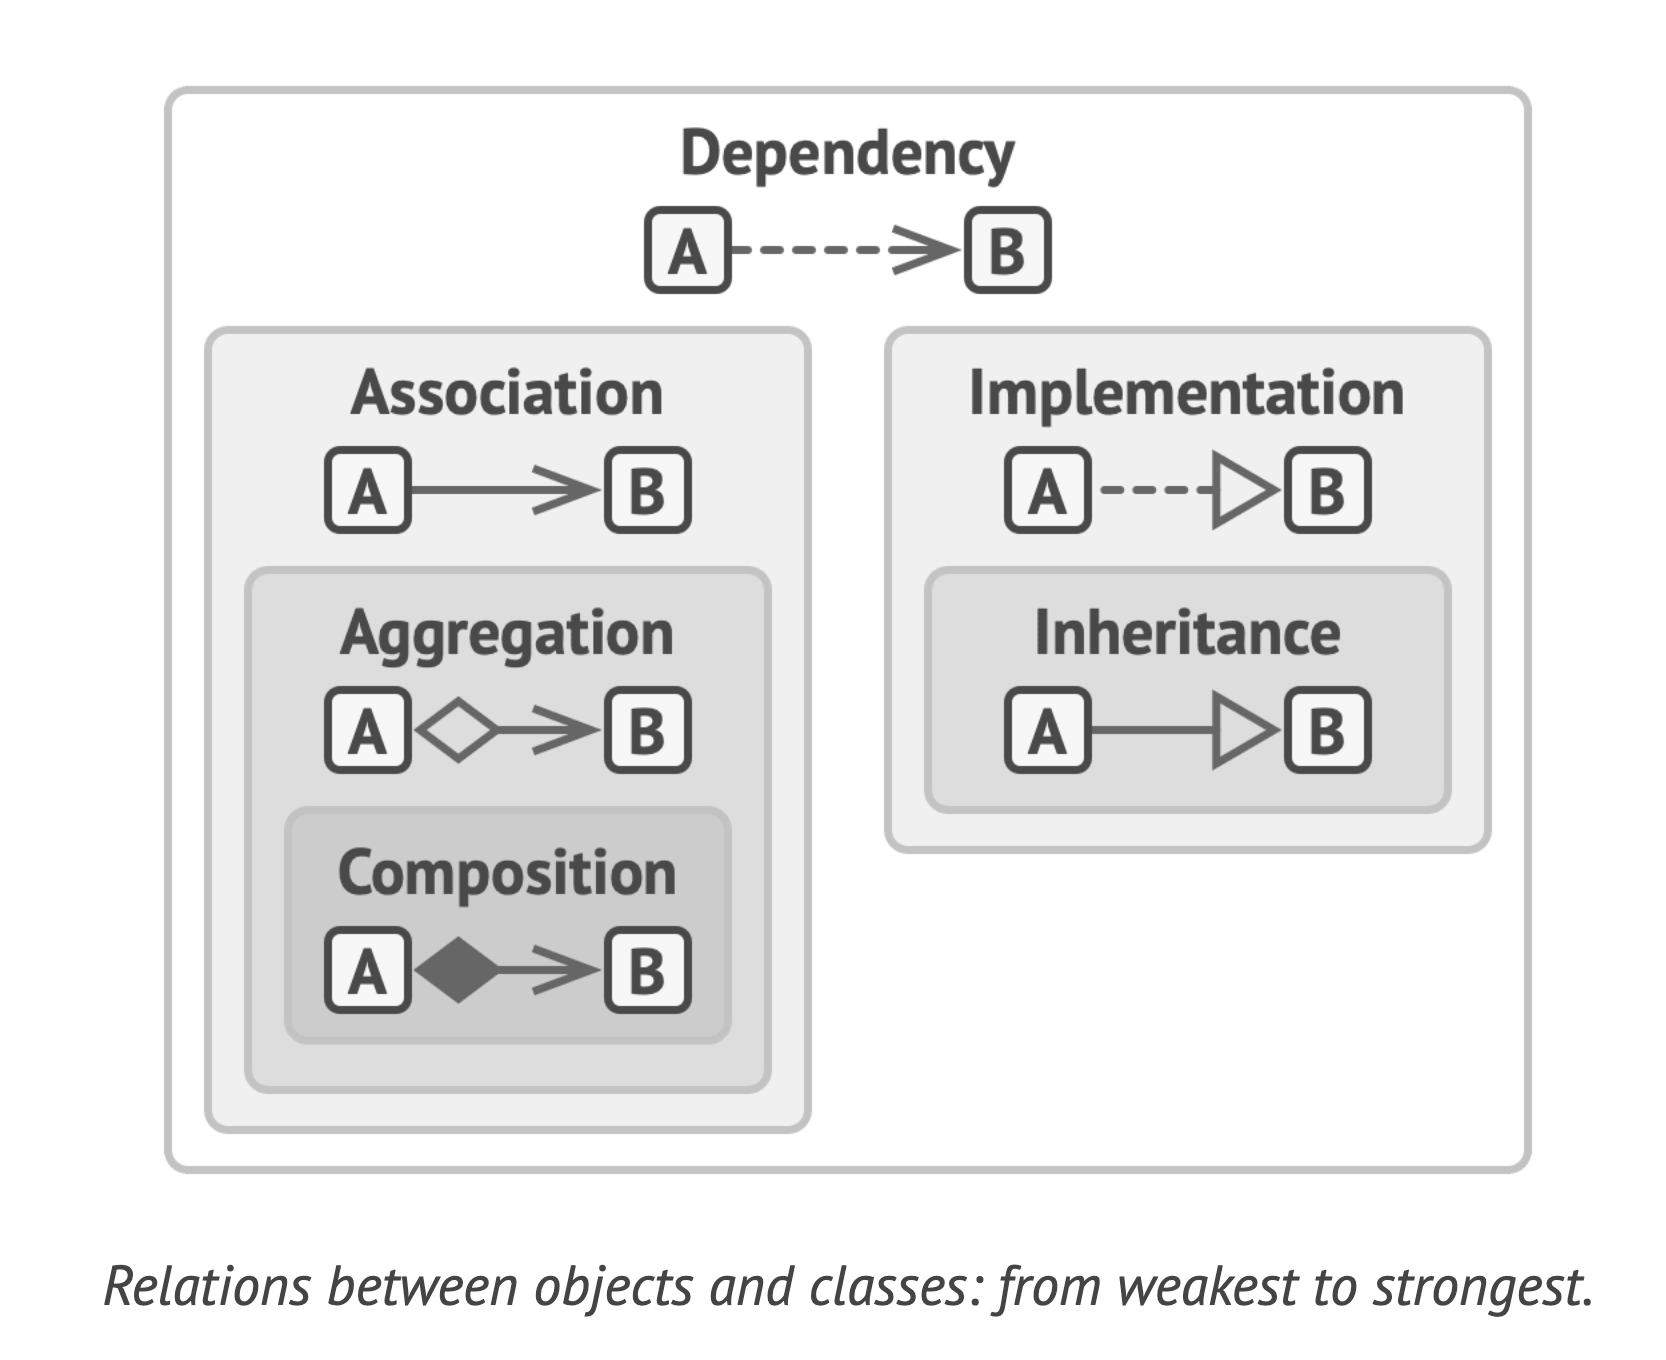 Dependency
A B
Association
A B
Aggregation
A B
Composition
A B
Implementation
A B
Inheritance
A B
Relations between objects and classes: from weakest to strongest.